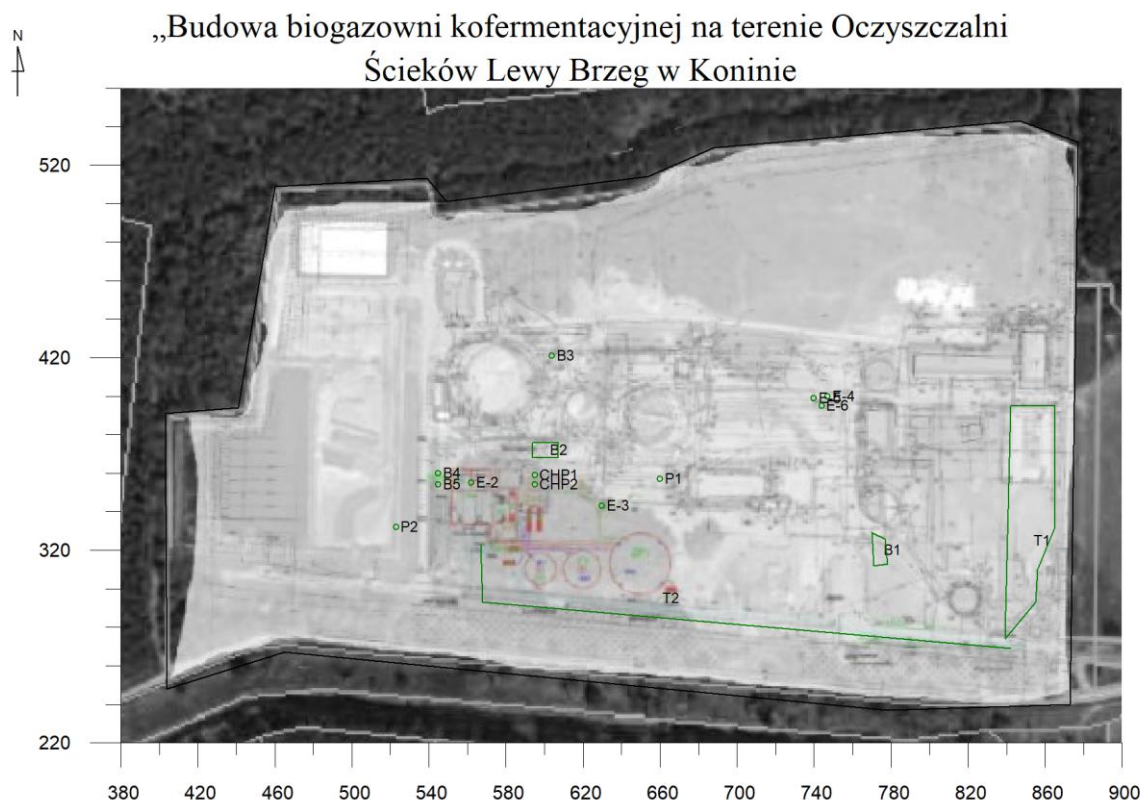 „Budowa biogazowni kofermentacyjnej na terenie Oczyszczalni
Ścieków Lewy Brzeg w Koninie
N
520
420
B3
E-4
E-6
B2
B4
CHP1
B5
E-2
CHP2
P1
E-3
P2
320
B1
T1
T2
220
380 420 460 500 540 580 620 660 700 740 780 820 860 900